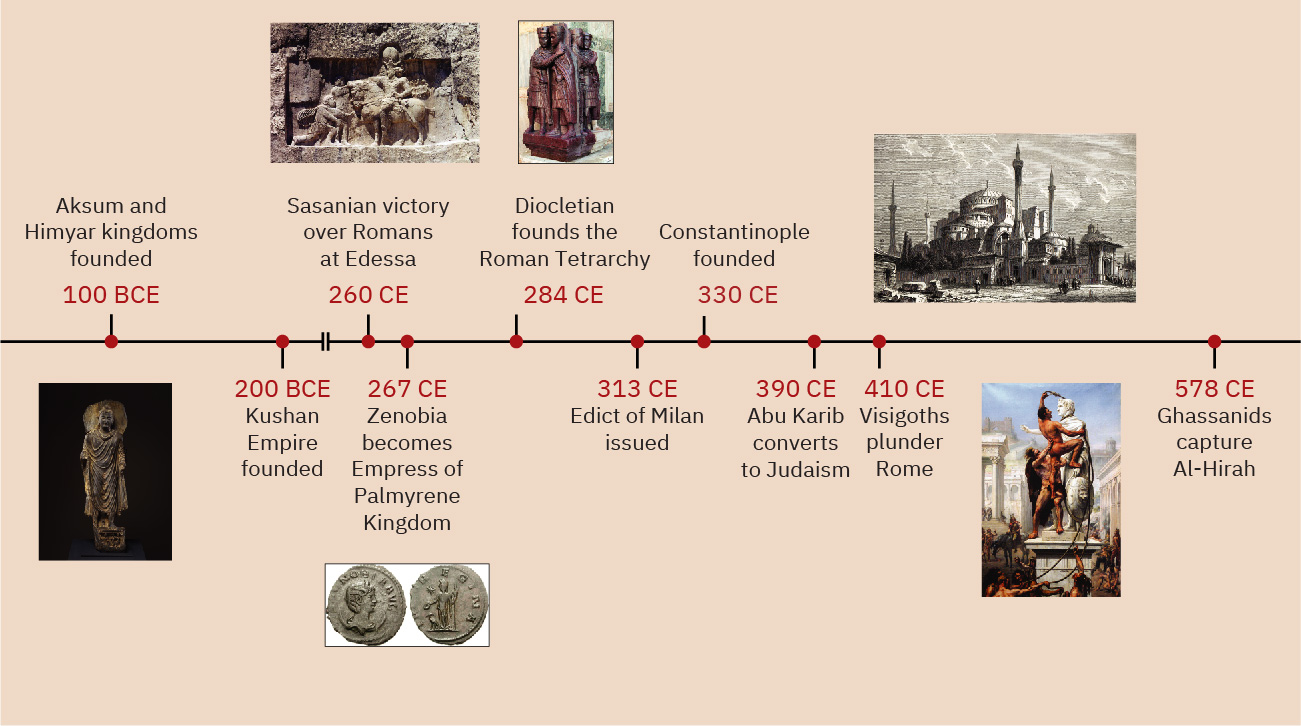 Aksum and
Himyar kingdoms
founded
100 BCE
200 BCE
Kushan
Empire
founded
Sasanian victory
over Romans
at Edessa
260 CE
267 CE
Zenobia
becomes
Empress of
Palmyrene
Kingdom
Diocletian
founds the
Roman Tetrarchy
284 CE
313 CE
Edict of Milan
issued
Constantinople
founded
330 CE
390 CE
Abu Karib
converts
to Judaism
410 CE
Visigoths
plunder
Rome
578 CE
Ghassanids
capture
Al-Hirah